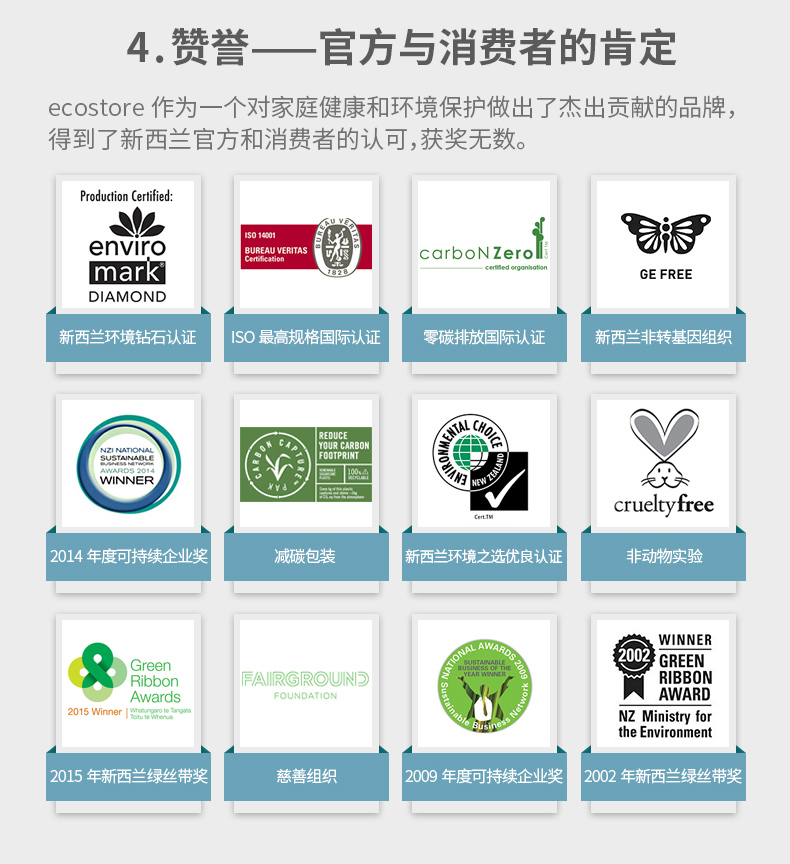 4.赞誉——官方与消费者的肯定
ecostore 作为一个对家庭健康和环境保护做出了杰出贡献的品牌，
得到了新西兰官方和消费者的认可，获奖无数。
Production Certified:
enviro
mark®
DIAMOND
新西兰环境钻石认证
ISO 14001
BUREAU VERITAS
Certification
BUREAU VERITAS
1828
ISO 最高规格国际认证
carboNZero
Cert TM
certified organisation
零碳排放国际认证
GE FREE
新西兰非转基因组织
NZI NATIONAL
SUSTAINABLE
BUSINESS NETWORK
AWARDS 2014
WINNER
2014 年度可持续企业奖
CARBON CAPTURE™
PAK
REDUCE
YOUR CARBON
FOOTPRINT
RENEWABLE
SUGARCANE
PLASTIC
100%
RECYCLABLE
减碳包装
ENVIRONMENTAL CHOICE
NEW ZEALAND
Cert.TM
新西兰环境之选优良认证
crueltyfree
非动物实验
Green
Ribbon
Awards
2015 Winner
Whatungaro te Tangata
Toitu te Whenua
2015 年新西兰绿丝带奖
FAIRGROUND
FOUNDATION
慈善组织
NATIONAL AWARDS 2009
SUSTAINABLE
BUSINESS OF THE
YEAR WINNER
Sustainable Business Network
2009 年度可持续企业奖
2002
WINNER
GREEN
RIBBON
AWARD
NZ Ministry for
the Environment
2002 年新西兰绿丝带奖